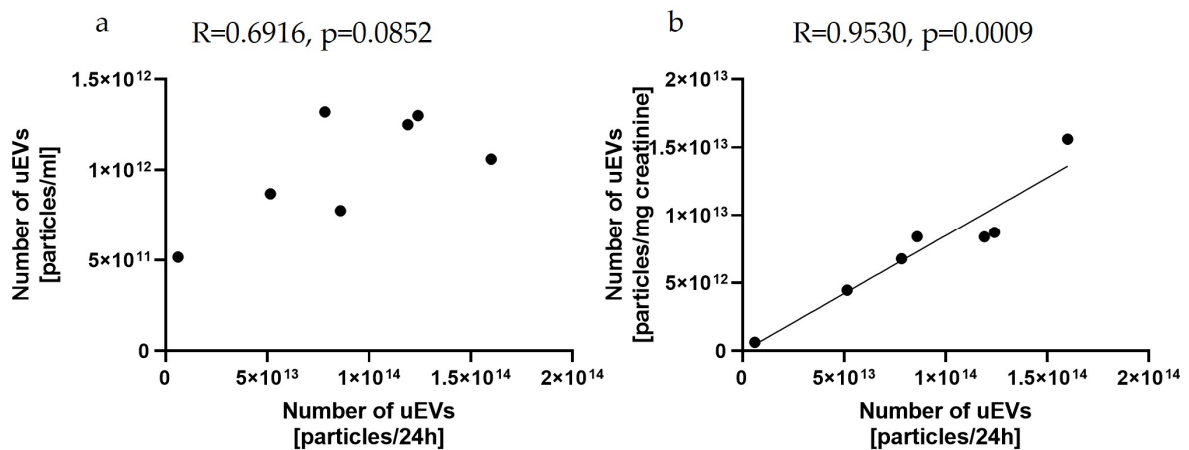 a
R=0.6916, p=0.0852
1.5×10¹²
1×10¹²
5×10¹¹
0
Number of uEVs
[particles/ml]
0
5×10¹³
1×10¹⁴
1.5×10¹⁴
2×10¹⁴
Number of uEVs
[particles/24h]
b
R=0.9530, p=0.0009
2×10¹³
1.5×10¹³
1×10¹³
5×10¹²
0
Number of uEVs
[particles/mg creatinine]
0
5×10¹³
1×10¹⁴
1.5×10¹⁴
2×10¹⁴
Number of uEVs
[particles/24h]